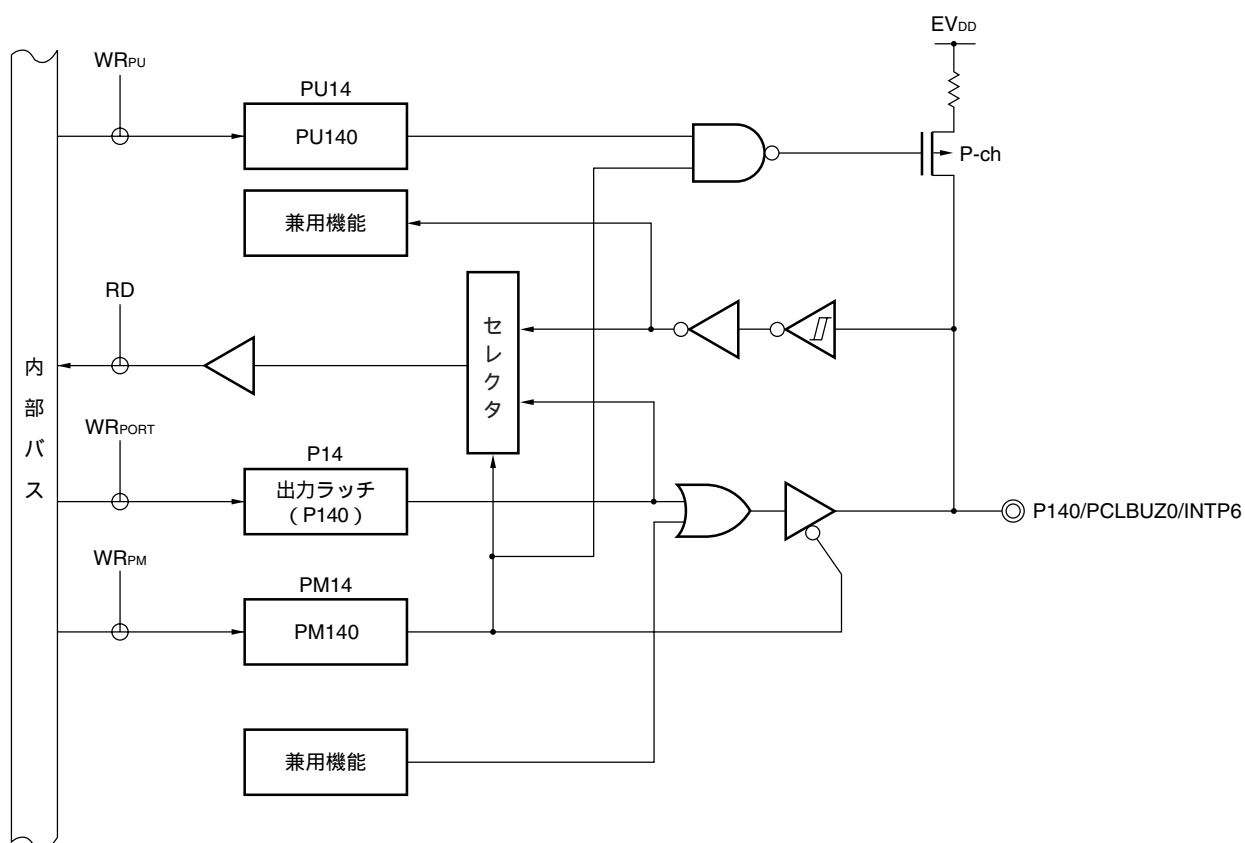 EVDD
WRPU
PU14
PU140
P-ch
兼用機能
RD
セレクタ
内部バス
WRPORT
P14
出力ラッチ
（P140）
P140/PCLBUZ0/INTP6
WRPM
PM14
PM140
兼用機能